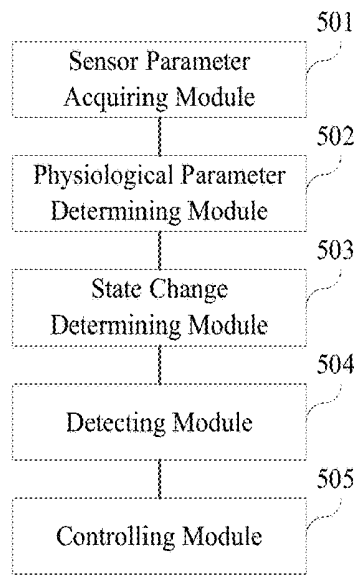 501
Sensor Parameter
Acquiring Module
502
Physiological Parameter
Determining Module
503
State Change
Determining Module
504
Detecting Module
505
Controlling Module